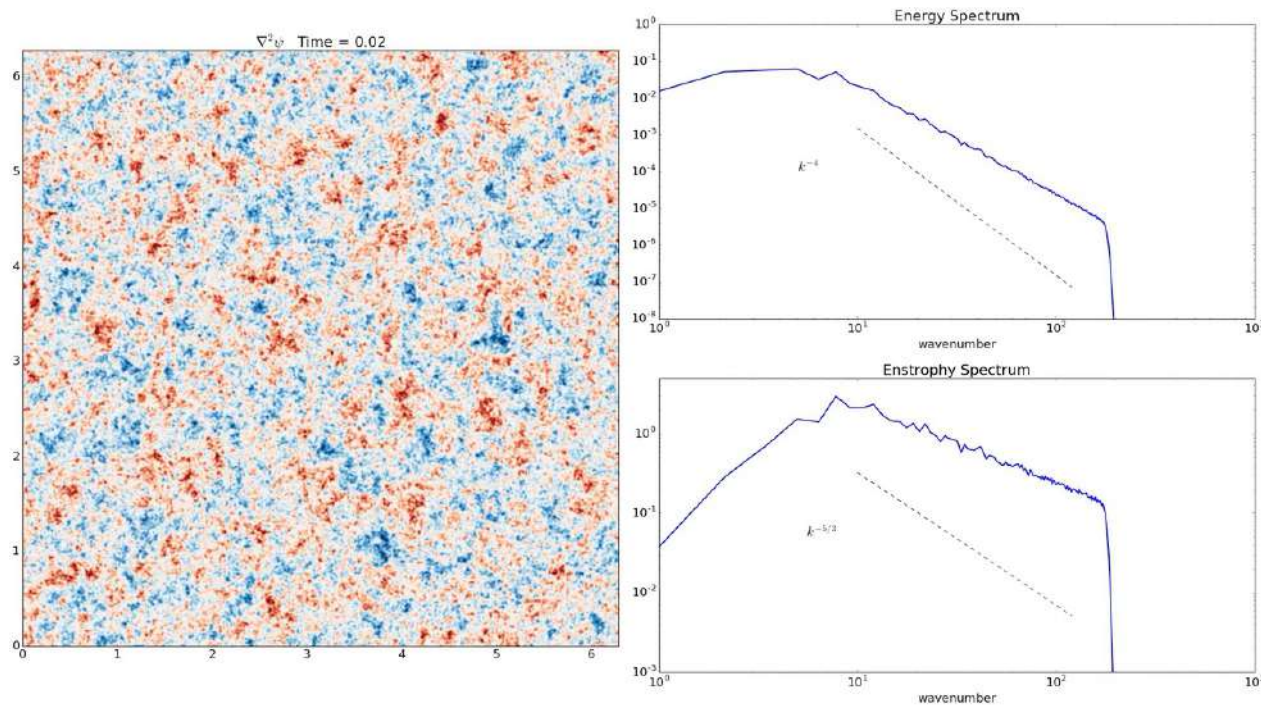 ∇²ψ Time = 0.02
6
5
4
3
2
1
0
0 1 2 3 4 5 6
Energy Spectrum
10⁰
10⁻¹
10⁻²
10⁻³
10⁻⁴
10⁻⁵
10⁻⁶
10⁻⁷
10⁻⁸
k⁻⁴
10⁰ 10¹ 10² 10
wavenumber
Enstrophy Spectrum
10⁰
10⁻¹
10⁻²
10⁻³
k⁻⁵/³
10⁰ 10¹ 10² 10
wavenumber